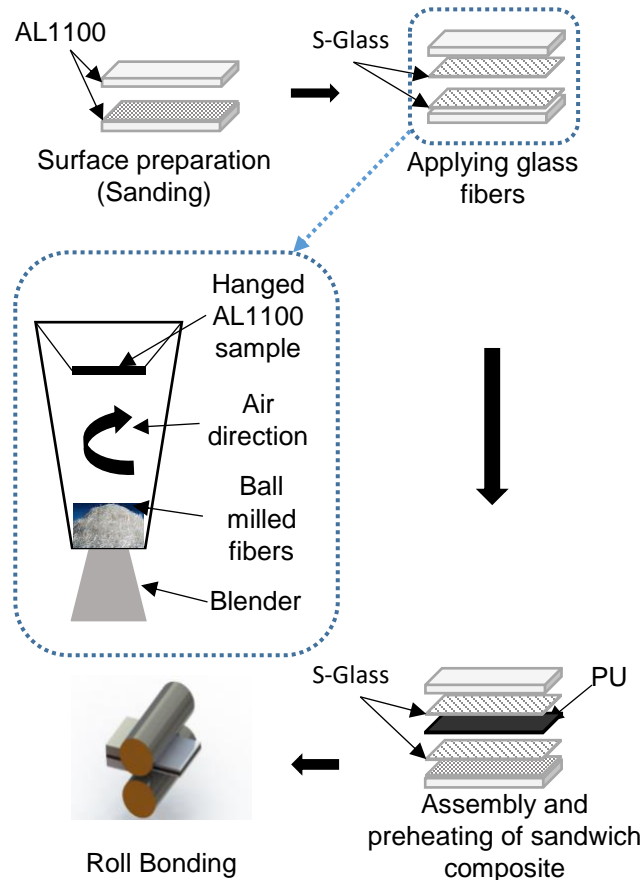 AL1100
S-Glass
Surface preparation
(Sanding)
Applying glass
fibers
Hanged
AL1100
sample
Air
direction
Ball
milled
fibers
Blender
S-Glass
PU
Assembly and
preheating of sandwich
composite
Roll Bonding